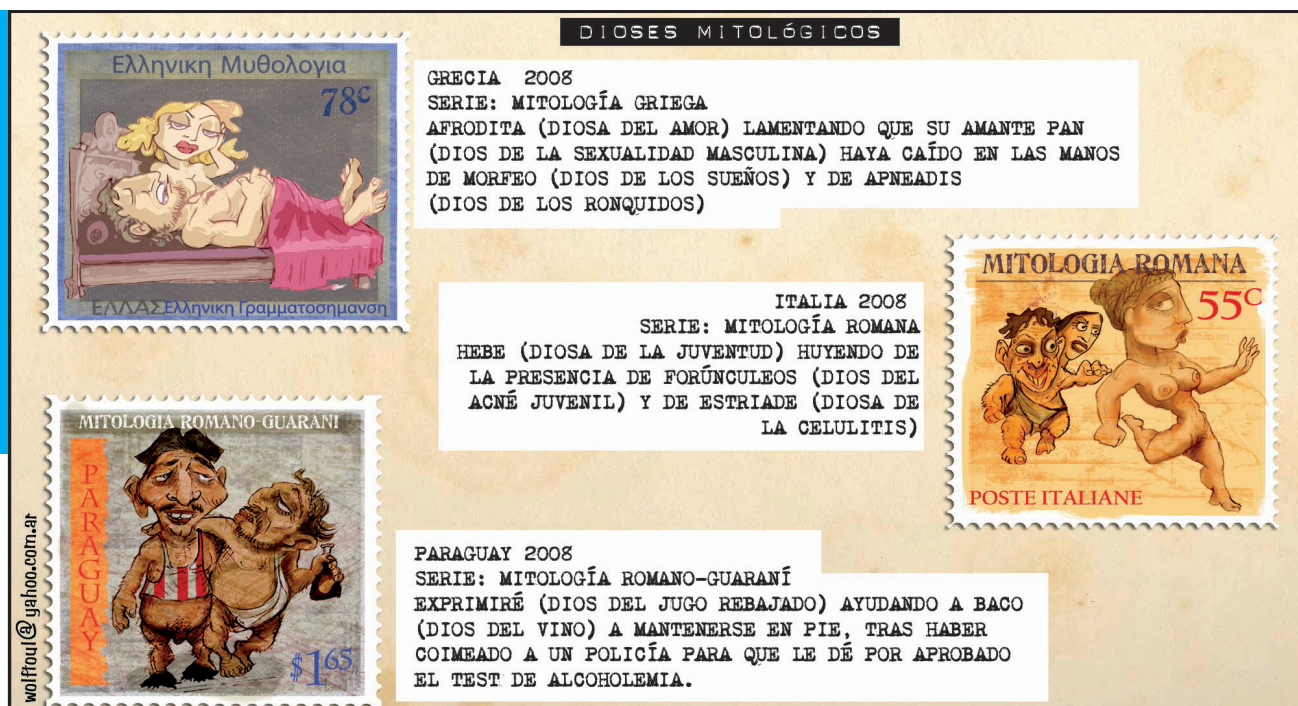 DIOSES MITOLÓGICOS
Ελληνικη Μυθολογια
78c
ΕΛΛΑΣ Ελληνικη Γραμματοσημανση
GRECIA 2008
SERIE: MITOLOGÍA GRIEGA
AFRODITA (DIOSA DEL AMOR) LAMENTANDO QUE SU AMANTE PAN
(DIOS DE LA SEXUALIDAD MASCULINA) HAYA CAÍDO EN LAS MANOS
DE MORFEO (DIOS DE LOS SUEÑOS) Y DE APNEADIS
(DIOS DE LOS RONQUIDOS)
ITALIA 2008
SERIE: MITOLOGÍA ROMANA
HEBE (DIOSA DE LA JUVENTUD) HUYENDO DE
LA PRESENCIA DE FORÚNCULEOS (DIOS DEL
ACNÉ JUVENIL) Y DE ESTRIADE (DIOSA DE
LA CELULITIS)
MITOLOGIA ROMANA
55c
POSTE ITALIANE
MITOLOGIA ROMANO-GUARANI
PARAGUAY
$1.65
PARAGUAY 2008
SERIE: MITOLOGÍA ROMANO-GUARANÍ
EXPRIMIRÉ (DIOS DEL JUGO REBAJADO) AYUDANDO A BACO
(DIOS DEL VINO) A MANTENERSE EN PIE, TRAS HABER
COIMEADO A UN POLICÍA PARA QUE LE DÉ POR APROBADO
EL TEST DE ALCOHOLEMIA.